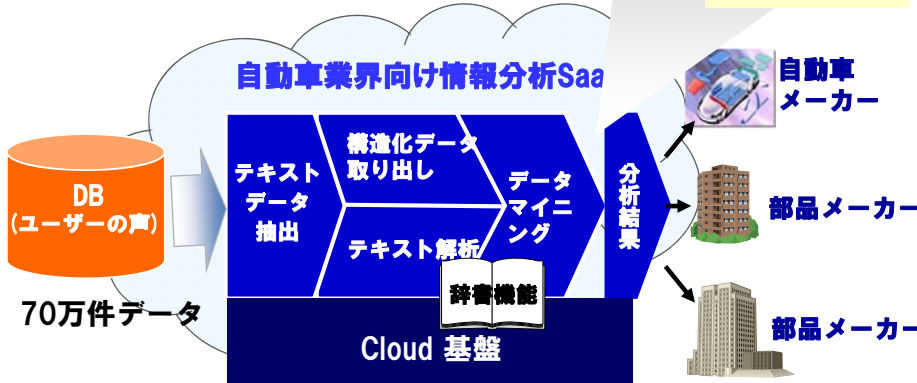 自動車業界向け情報分析Saa
DB
(ユーザーの声)
70万件データ
テキスト
データ
抽出
構造化データ
取り出し
テキスト解析
辞書機能
データ
マイニ
ング
分析結果
Cloud 基盤
自動車
メーカー
部品メーカー
部品メーカー